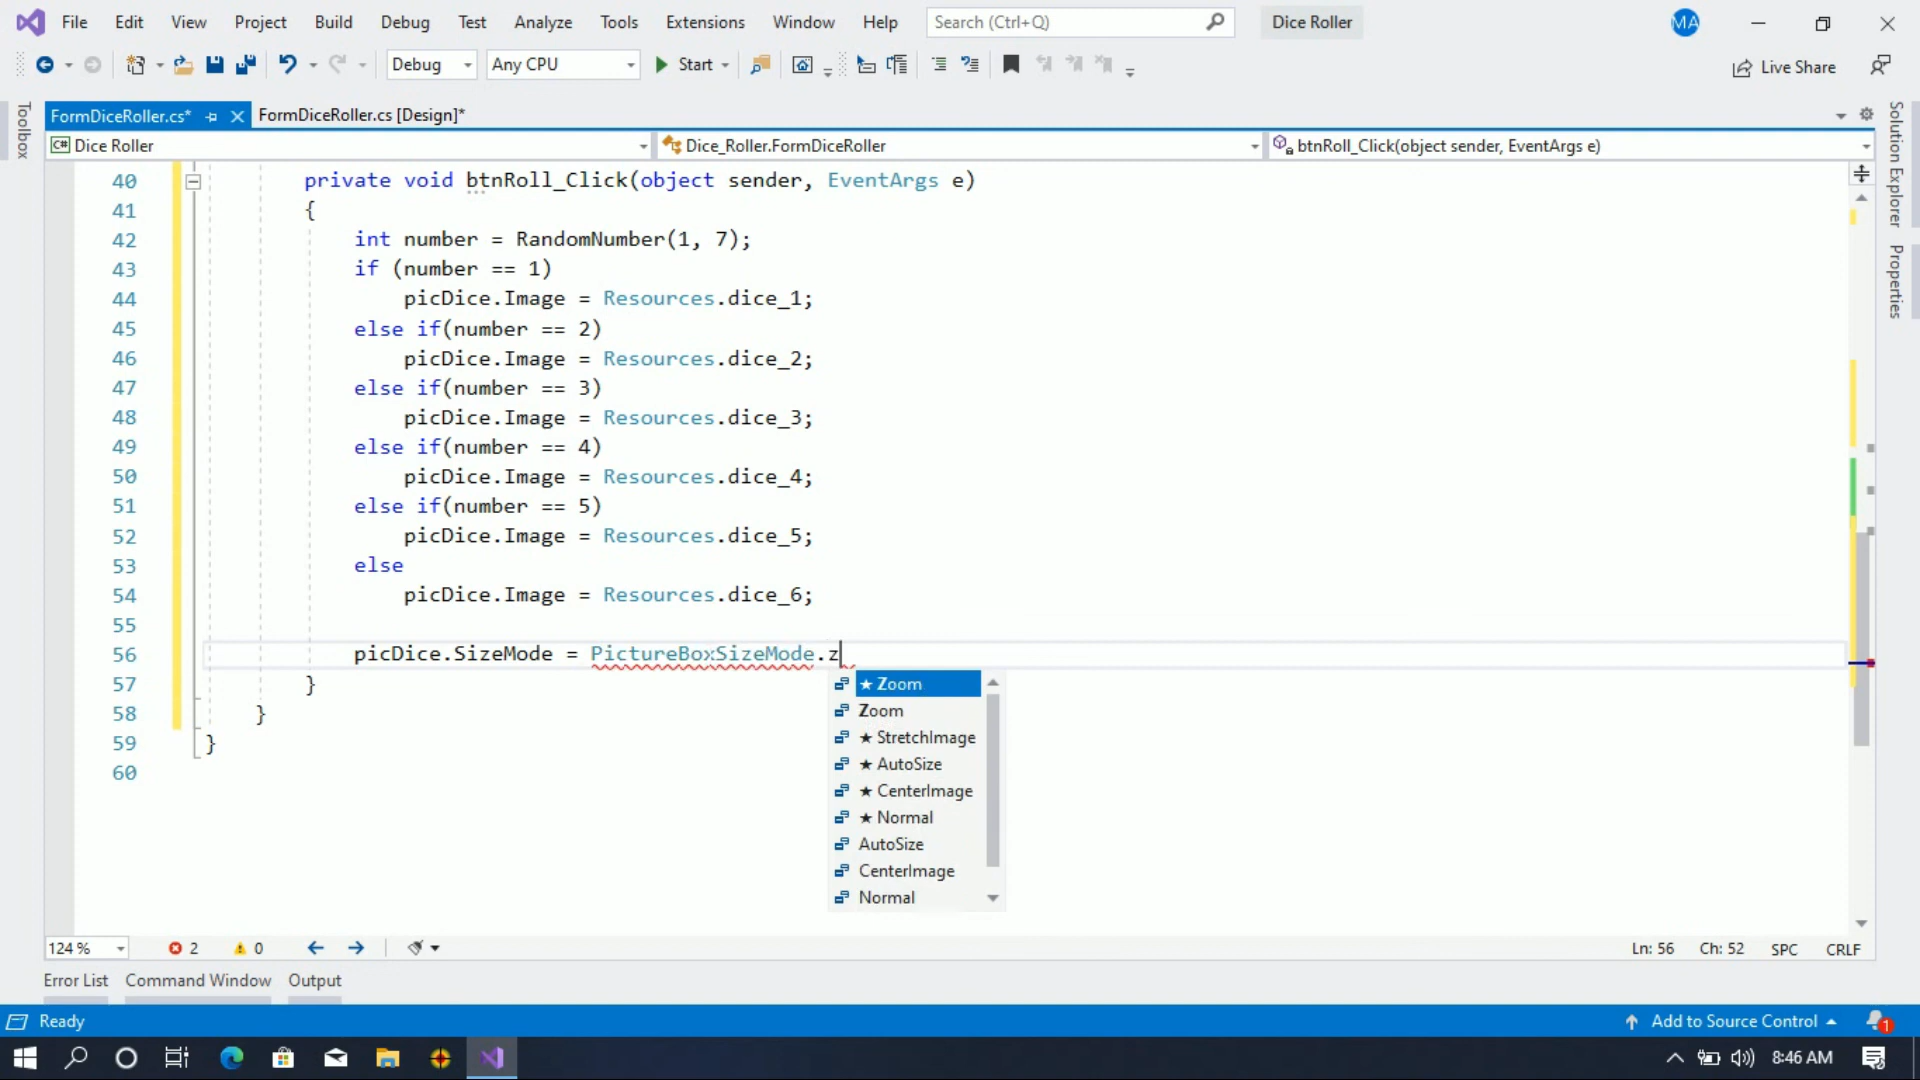 File Edit View Project Build Debug Test Analyze Tools Extensions Window Help Search (Ctrl+Q) Dice Roller MA
Debug Any CPU Start Live Share
FormDiceRoller.cs* FormDiceRoller.cs [Design]*
C# Dice Roller Dice_Roller.FormDiceRoller btnRoll_Click(object sender, EventArgs e)
Toolbox
Solution Explorer
Properties
40 private void btnRoll_Click(object sender, EventArgs e)
41 {
42 int number = RandomNumber(1, 7);
43 if (number == 1)
44 picDice.Image = Resources.dice_1;
45 else if(number == 2)
46 picDice.Image = Resources.dice_2;
47 else if(number == 3)
48 picDice.Image = Resources.dice_3;
49 else if(number == 4)
50 picDice.Image = Resources.dice_4;
51 else if(number == 5)
52 picDice.Image = Resources.dice_5;
53 else
54 picDice.Image = Resources.dice_6;
55
56 picDice.SizeMode = PictureBoxSizeMode.z
57 }
58 }
59 }
60
★ Zoom
Zoom
★ StretchImage
★ AutoSize
★ CenterImage
★ Normal
AutoSize
CenterImage
Normal
124 % 2 0 Ln: 56 Ch: 52 SPC CRLF
Error List Command Window Output
Ready Add to Source Control 1
8:46 AM